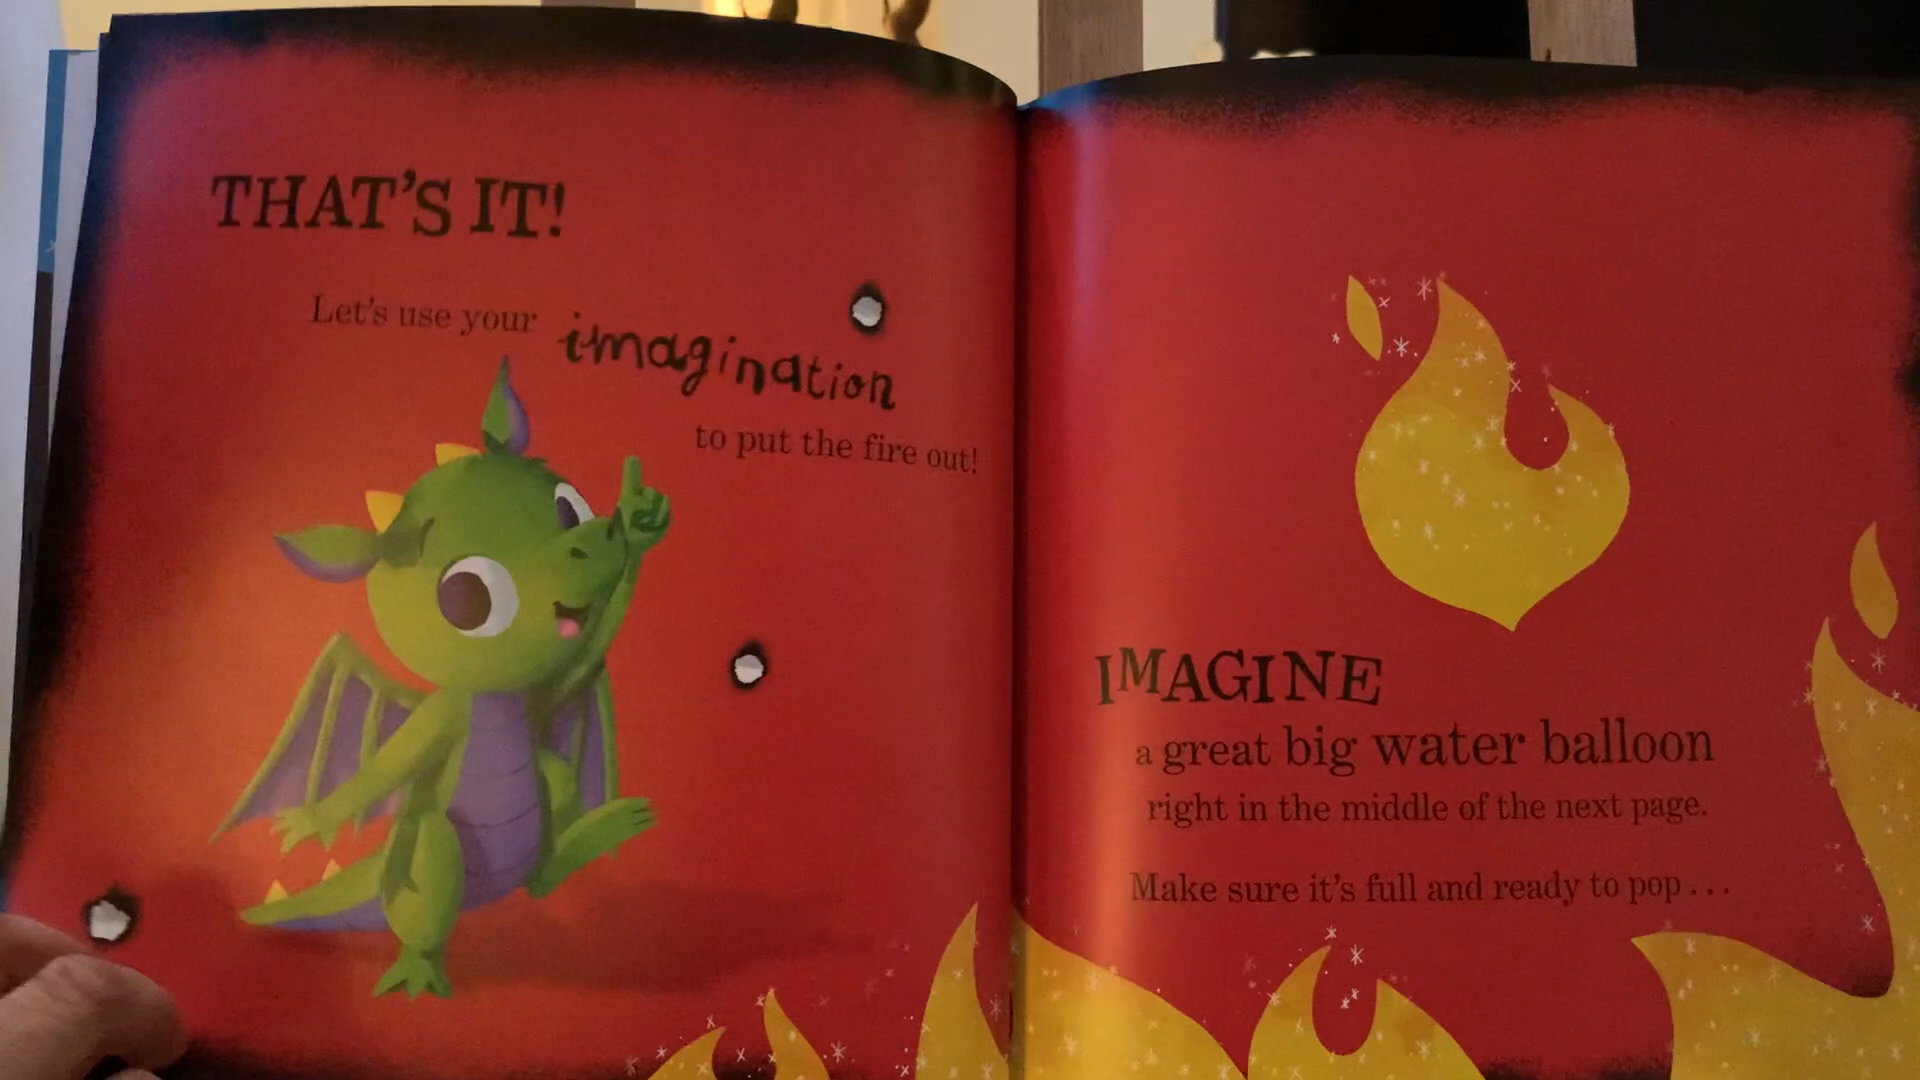 THAT'S IT!
Let's use your imagination
to put the fire out!
IMAGINE
a great big water balloon
right in the middle of the next page.
Make sure it's full and ready to pop...